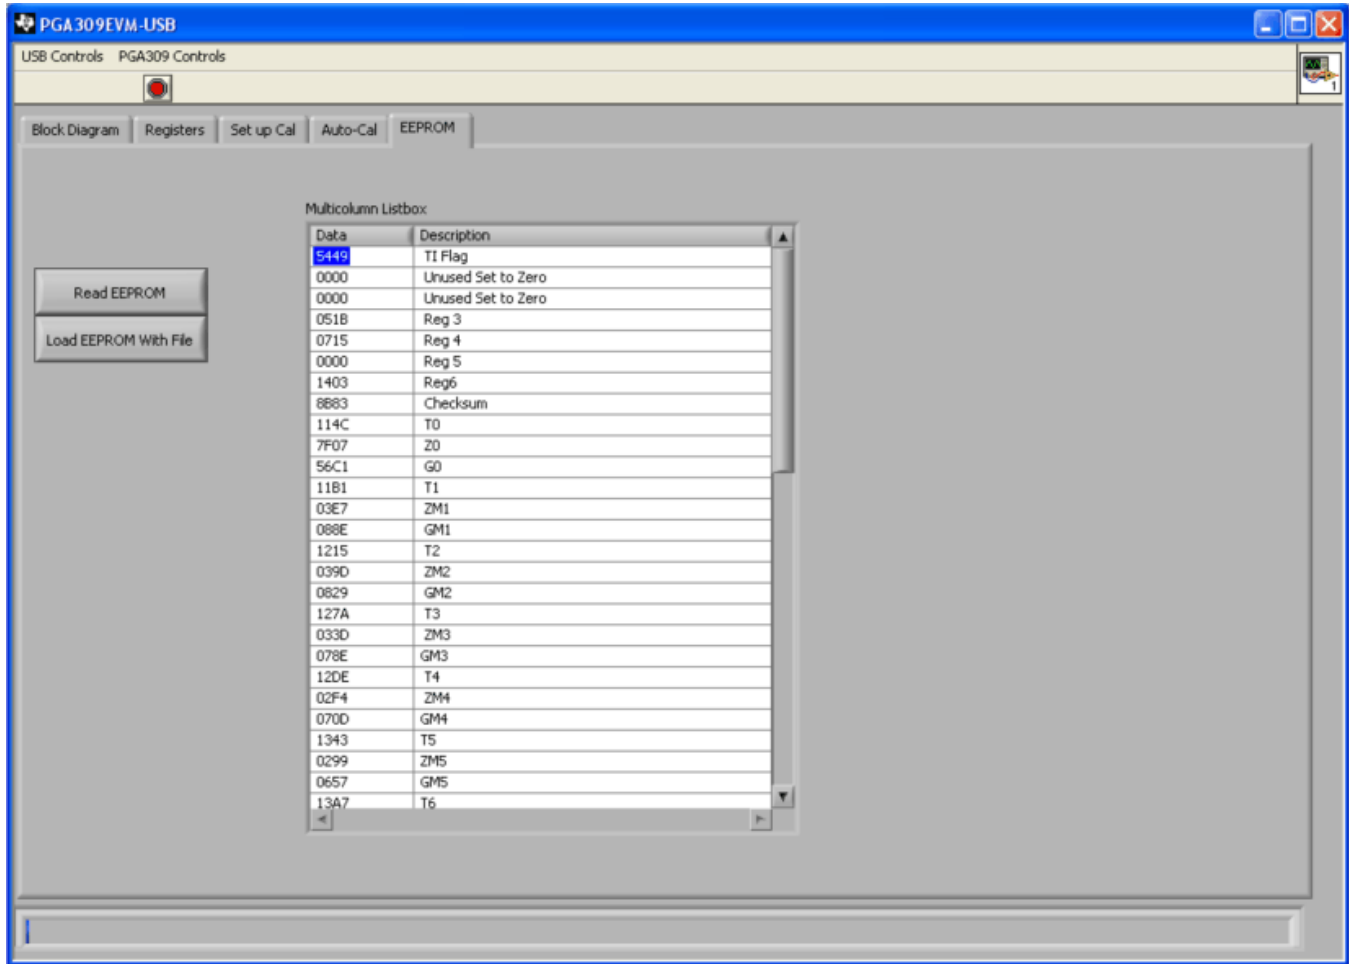 PGA309EVM-USB
USB Controls PGA309 Controls
1
Block Diagram Registers Set up Cal Auto-Cal EEPROM
Multicolumn Listbox
Data Description
5449 TI Flag
0000 Unused Set to Zero
0000 Unused Set to Zero
051B Reg 3
0715 Reg 4
0000 Reg 5
1403 Reg6
8B83 Checksum
114C T0
7F07 Z0
56C1 G0
11B1 T1
03E7 ZM1
088E GM1
1215 T2
039D ZM2
0829 GM2
127A T3
033D ZM3
078E GM3
12DE T4
02F4 ZM4
070D GM4
1343 T5
0299 ZM5
0657 GM5
13A7 T6
Read EEPROM
Load EEPROM With File